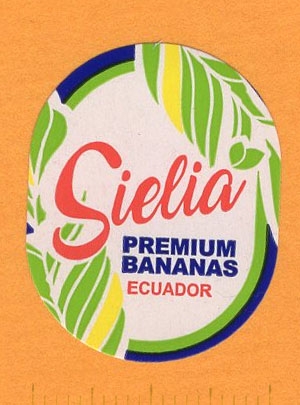 Sielia
PREMIUM
BANANAS
ECUADOR